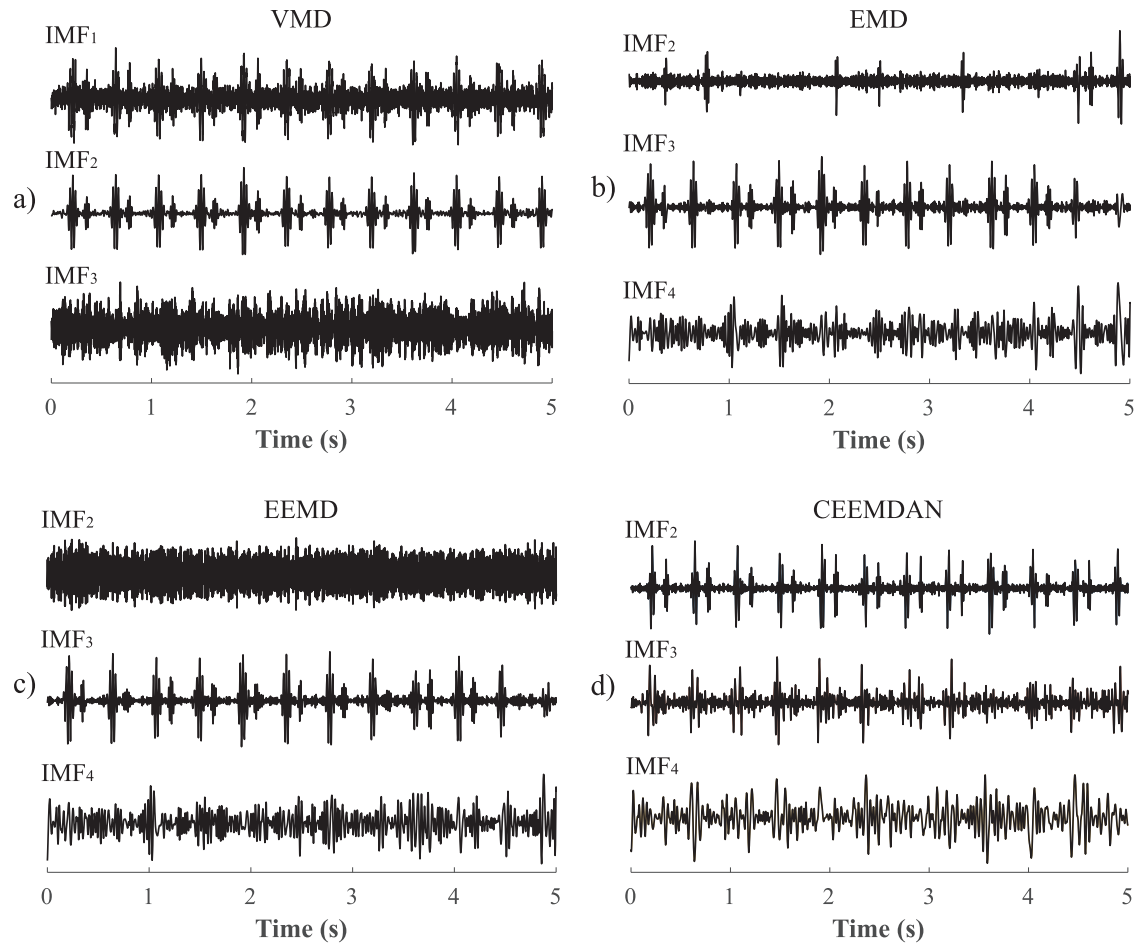 VMD
IMF1
IMF2
a)
IMF3
0 1 2 3 4 5
Time (s)
EMD
IMF2
IMF3
b)
IMF4
0 1 2 3 4 5
Time (s)
EEMD
IMF2
IMF3
c)
IMF4
0 1 2 3 4 5
Time (s)
CEEMDAN
IMF2
IMF3
d)
IMF4
0 1 2 3 4 5
Time (s)